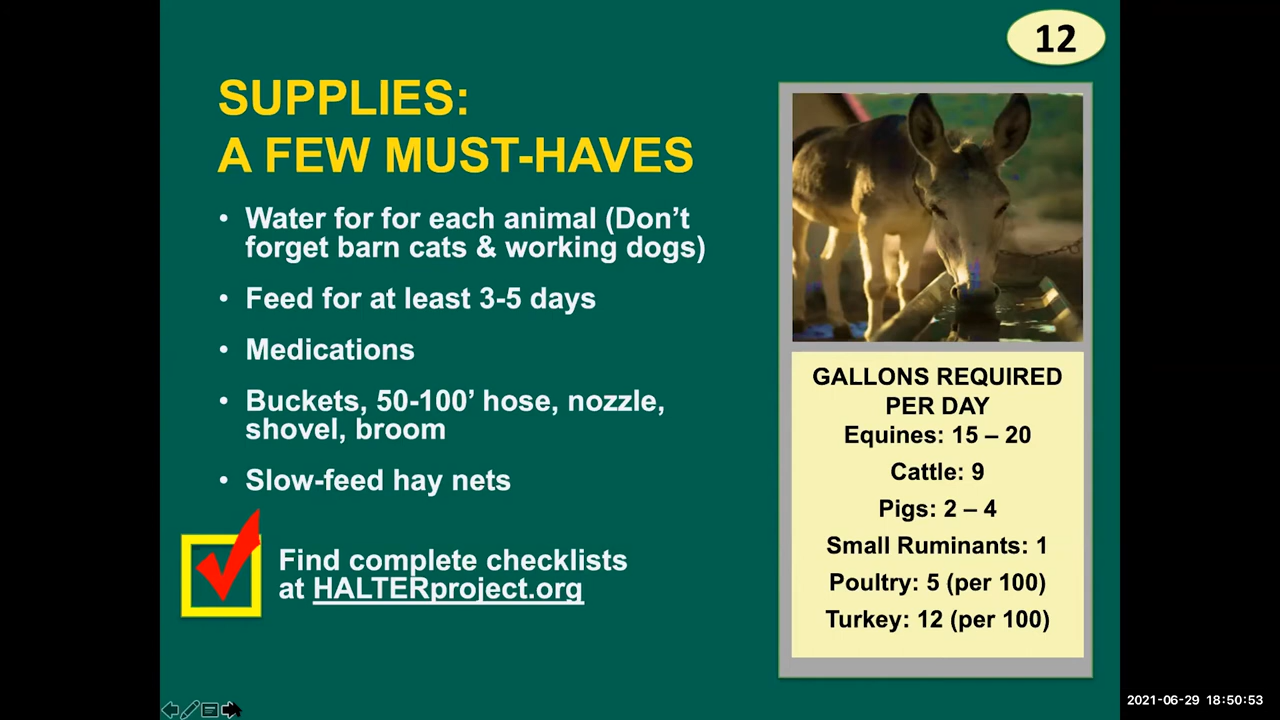 12
SUPPLIES:
A FEW MUST-HAVES
• Water for for each animal (Don't
forget barn cats & working dogs)
• Feed for at least 3-5 days
• Medications
• Buckets, 50-100' hose, nozzle,
shovel, broom
• Slow-feed hay nets
Find complete checklists
at HALTERproject.org
GALLONS REQUIRED
PER DAY
Equines: 15 – 20
Cattle: 9
Pigs: 2 – 4
Small Ruminants: 1
Poultry: 5 (per 100)
Turkey: 12 (per 100)
2021-06-29 18:50:53